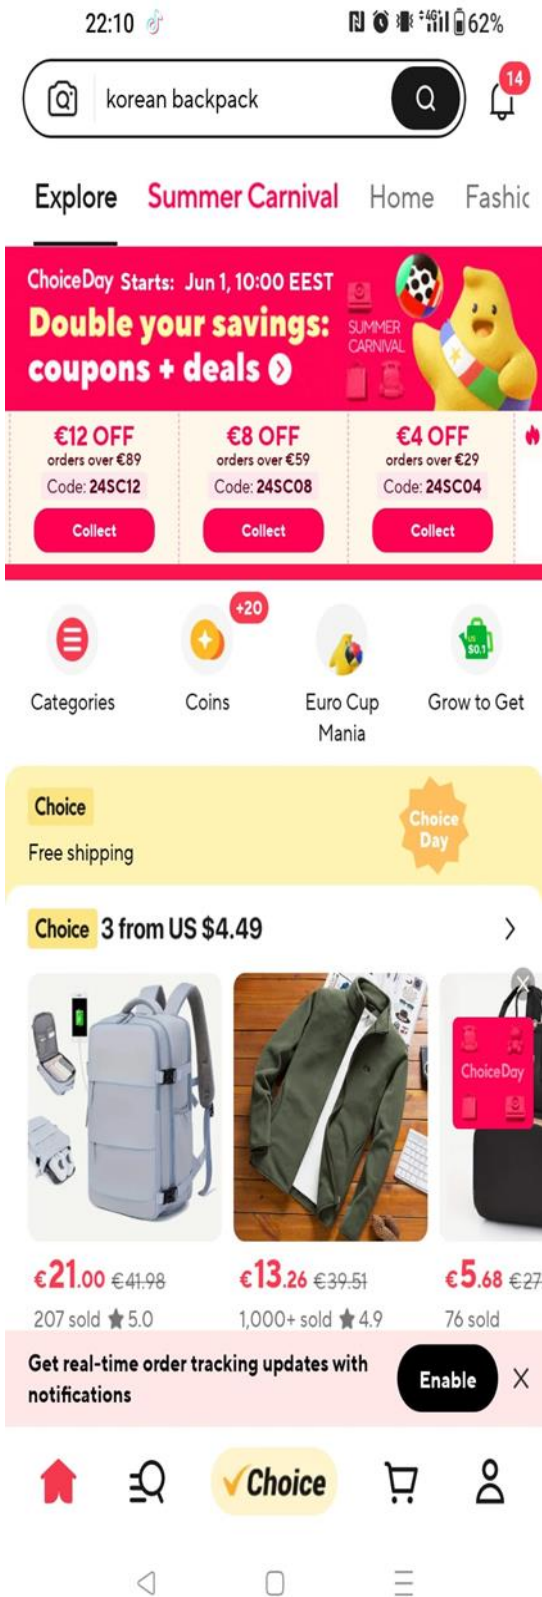 22:10
4G
62%
korean backpack
14
Explore
Summer Carnival
Home
Fashic
ChoiceDay Starts: Jun 1, 10:00 EEST
Double your savings:
coupons + deals
SUMMER
CARNIVAL
€12 OFF
€8 OFF
€4 OFF
orders over €89
orders over €59
orders over €29
Code: 24SC12
Code: 24SC08
Code: 24SC04
Collect
Collect
Collect
+20
US
$0.1
Categories
Coins
Euro Cup
Mania
Grow to Get
Choice
Free shipping
Choice
Day
Choice 3 from US $4.49
ChoiceDay
€21.00 €41.98
€13.26 €39.51
€5.68 €27
207 sold ★ 5.0
1,000+ sold ★ 4.9
76 sold
Get real-time order tracking updates with
notifications
Enable
Choice